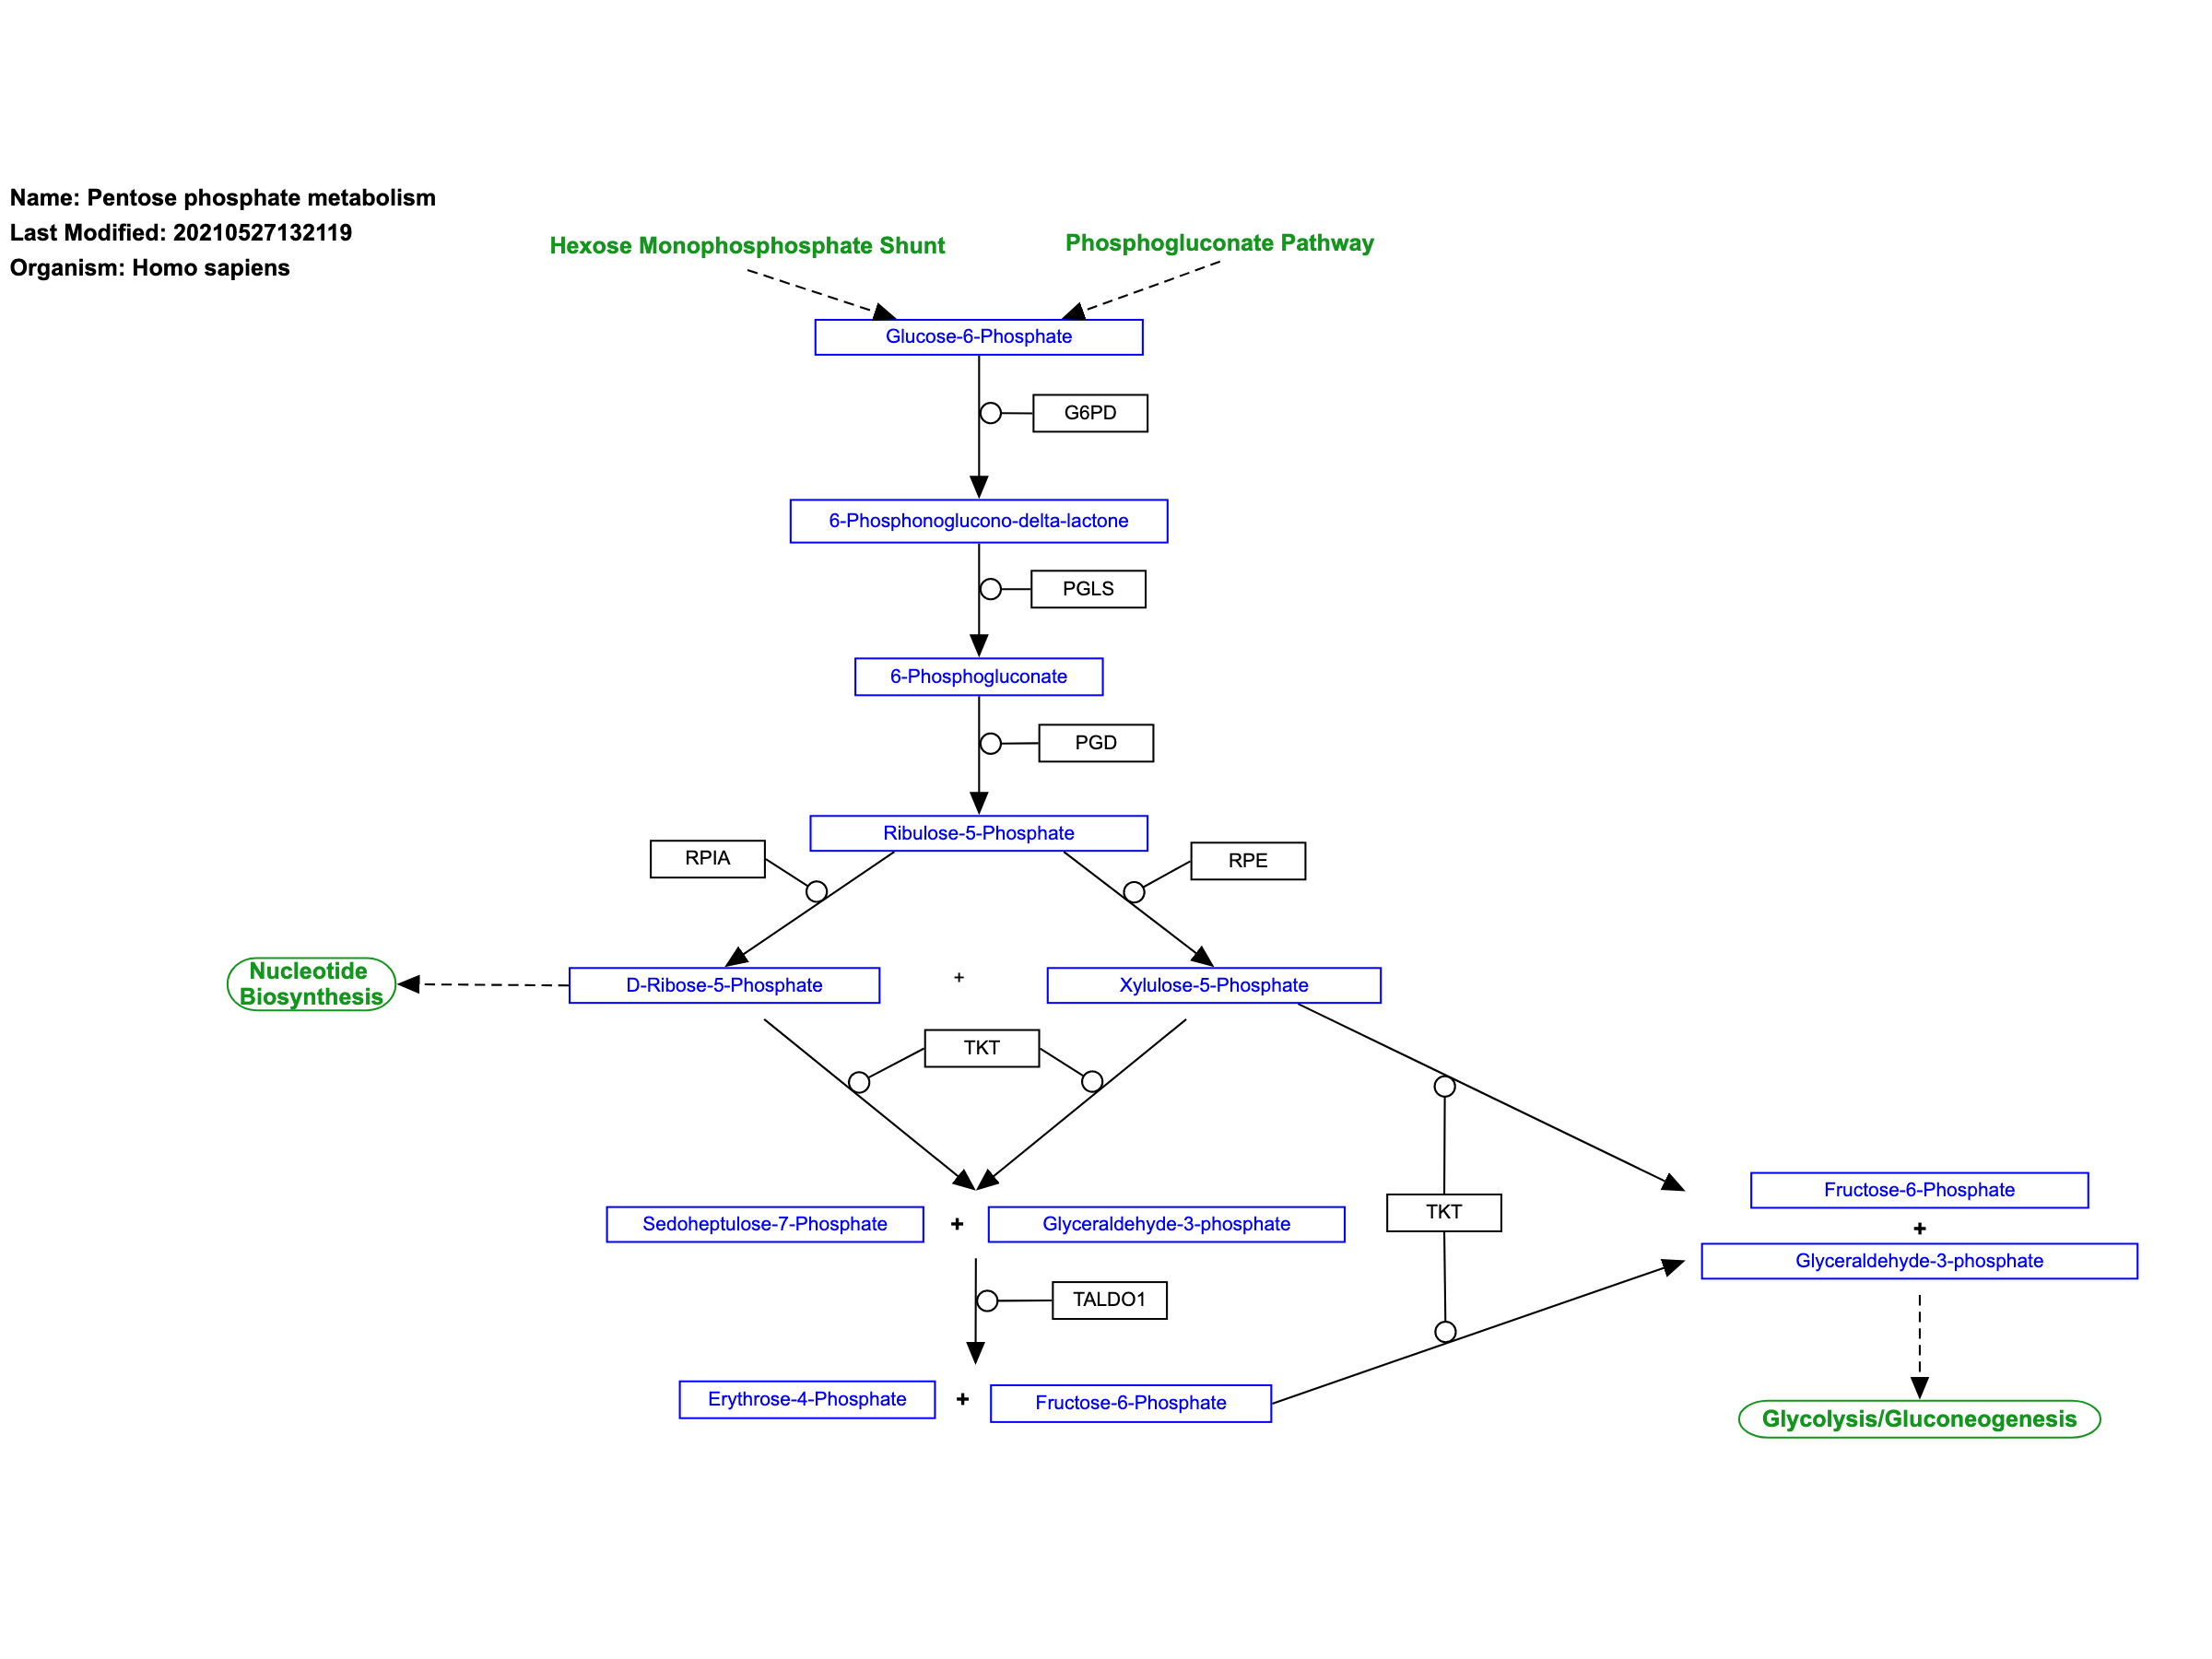 Name: Pentose phosphate metabolism
Last Modified: 20210527132119
Organism: Homo sapiens
Hexose Monophosphosphate Shunt
Phosphogluconate Pathway
Glucose-6-Phosphate
G6PD
6-Phosphonoglucono-delta-lactone
PGLS
6-Phosphogluconate
PGD
Ribulose-5-Phosphate
RPIA
RPE
Nucleotide
Biosynthesis
D-Ribose-5-Phosphate
+
Xylulose-5-Phosphate
TKT
Sedoheptulose-7-Phosphate
+
Glyceraldehyde-3-phosphate
TKT
Fructose-6-Phosphate
+
Glyceraldehyde-3-phosphate
TALDO1
Erythrose-4-Phosphate
+
Fructose-6-Phosphate
Glycolysis/Gluconeogenesis